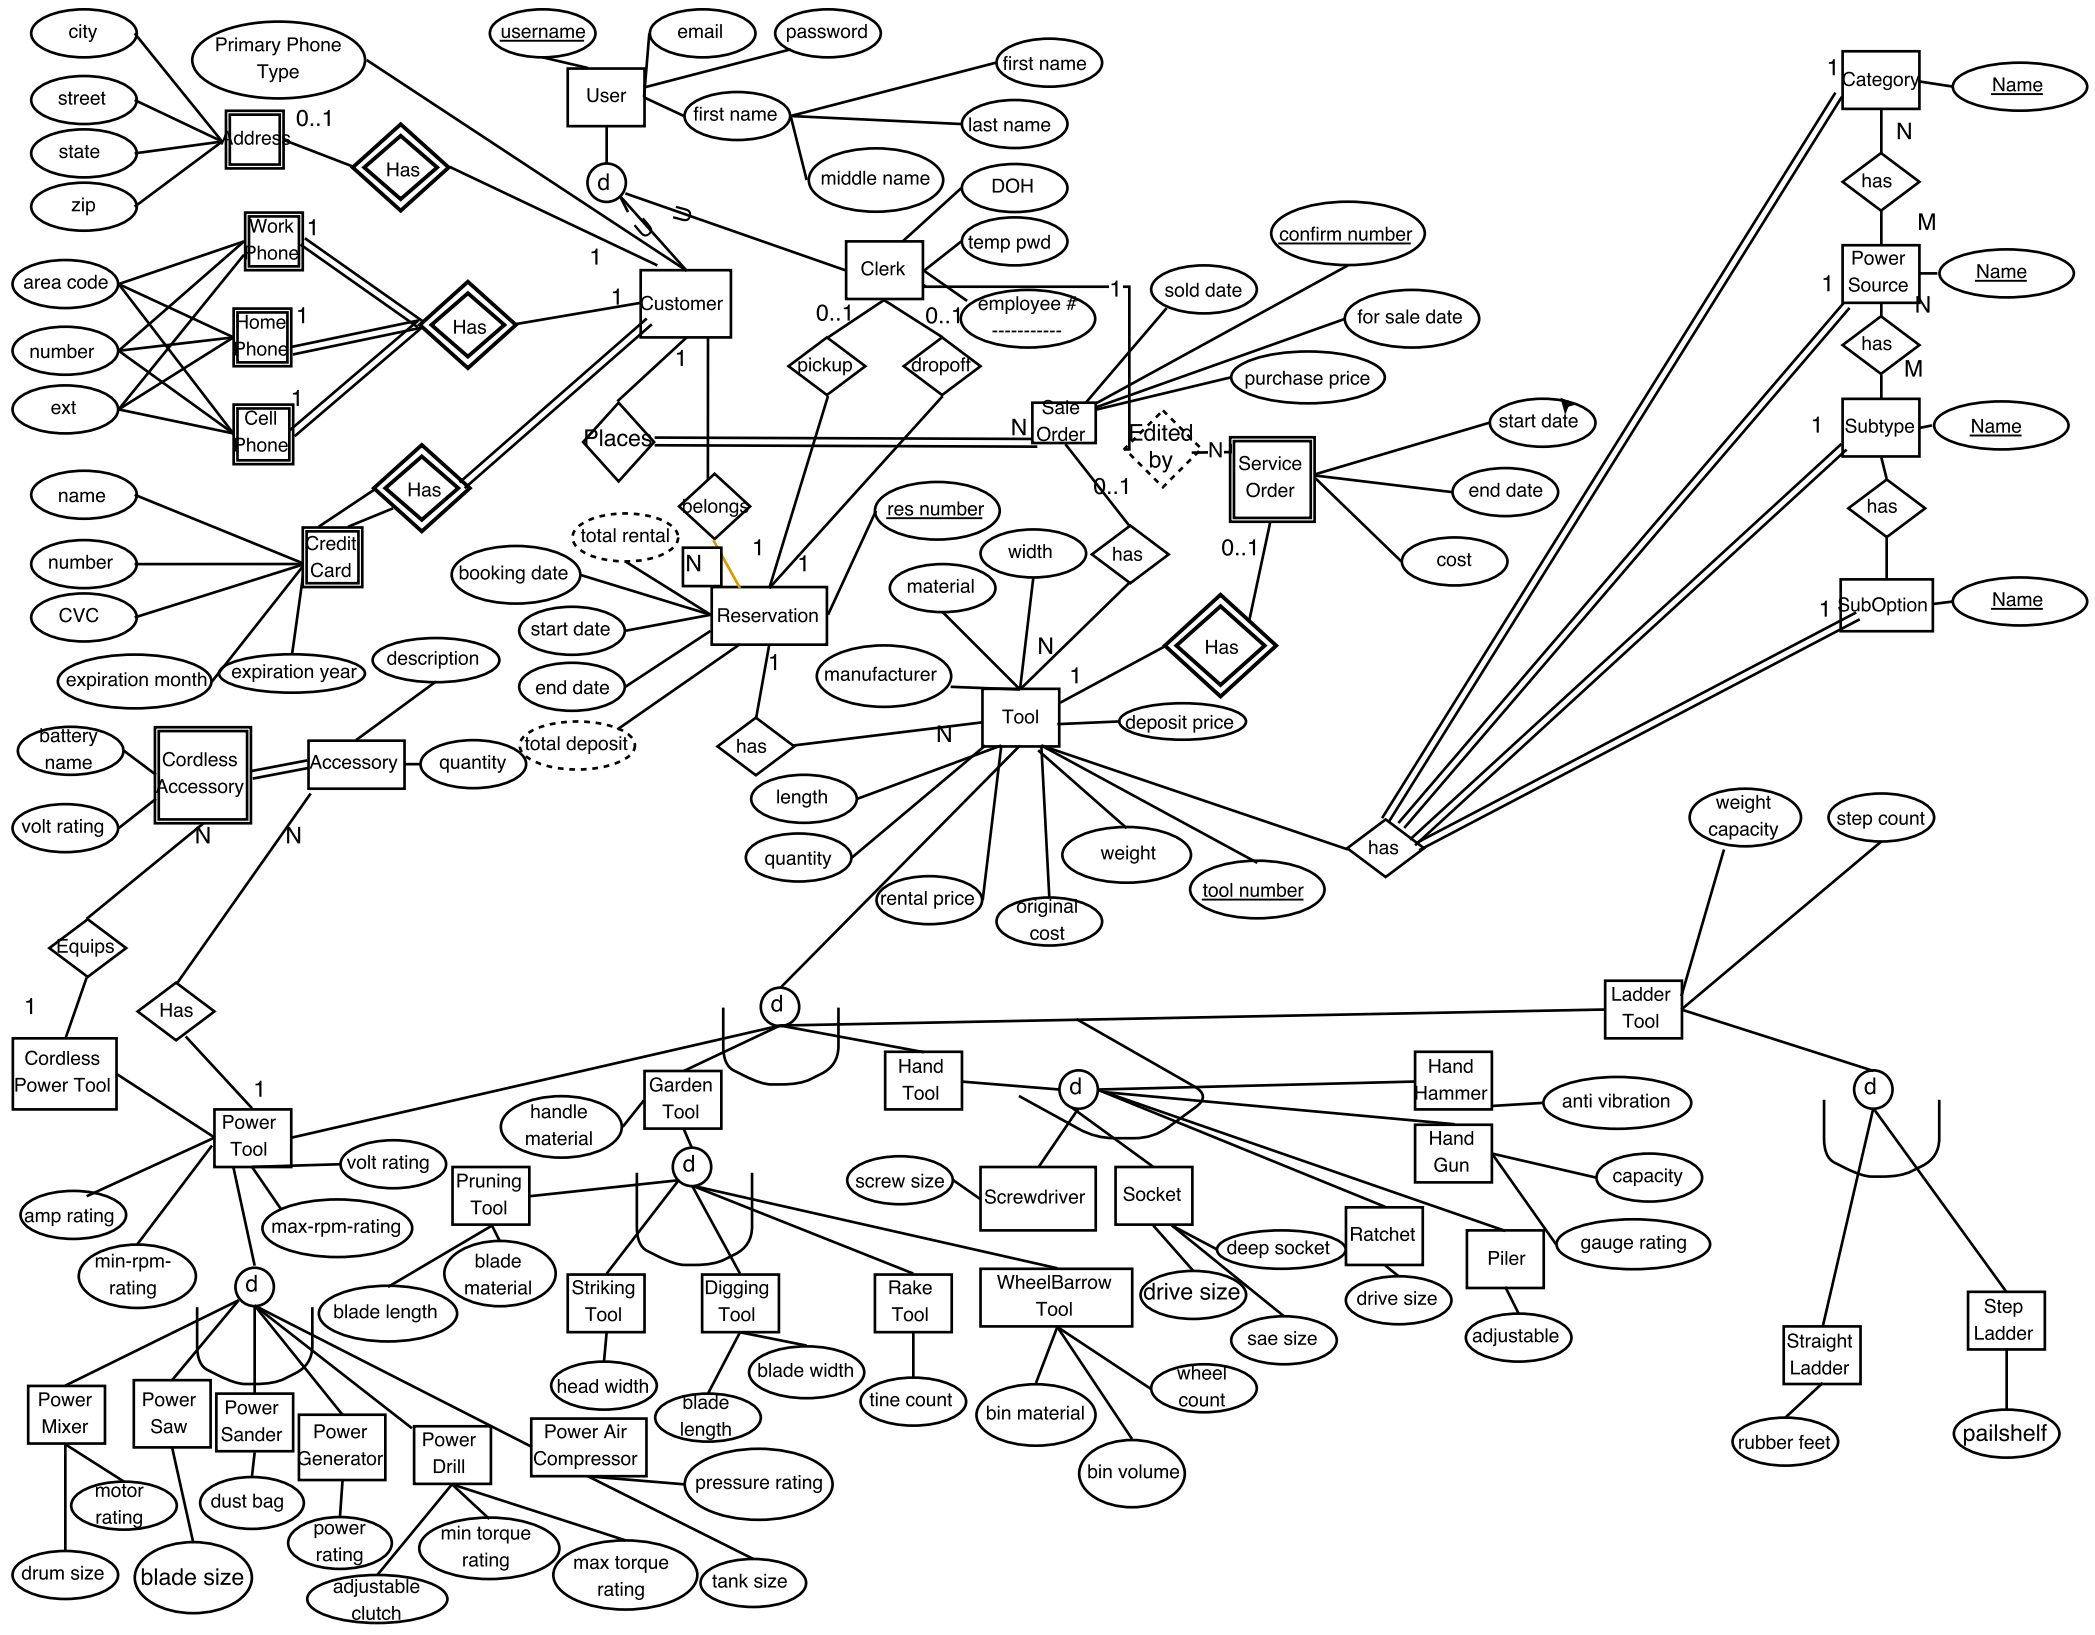 city
Primary Phone
Type
username
email
password
first name
Category
Name
1
street
User
first name
last name
0..1
Address
state
Has
d
middle name
DOH
N
has
zip
Work
Phone
1
U
U
temp pwd
confirm number
M
Clerk
Power
Source
Name
1
area code
1
Customer
1
employee #
-----------
1
sold date
for sale date
N
Home
Phone
1
Has
0..1
0..1
number
pickup
dropoff
has
M
1
purchase price
ext
Cell
Phone
1
Places
N
Sale
Order
Edited
by
N
Service
Order
start date
1
Subtype
Name
name
Has
0..1
end date
belongs
res number
has
total rental
number
Credit
Card
booking date
N
1
1
width
has
0..1
cost
material
CVC
start date
Reservation
1
SubOption
Name
description
N
Has
expiration month
expiration year
end date
1
manufacturer
1
battery
name
Cordless
Accessory
Accessory
quantity
total deposit
has
N
Tool
deposit price
volt rating
length
N
N
quantity
weight
has
weight
capacity
step count
rental price
original
cost
tool number
Equips
1
Has
d
Ladder
Tool
Cordless
Power Tool
1
Garden
Tool
Hand
Tool
d
Hand
Hammer
anti vibration
d
Power
Tool
handle
material
volt rating
Hand
Gun
d
Pruning
Tool
screw size
Screwdriver
Socket
capacity
amp rating
max-rpm-rating
deep socket
Ratchet
Piler
gauge rating
min-rpm-
rating
blade
material
d
blade length
Striking
Tool
Digging
Tool
Rake
Tool
WheelBarrow
Tool
drive size
drive size
sae size
adjustable
Straight
Ladder
Step
Ladder
head width
blade width
blade
length
tine count
bin material
wheel
count
bin volume
rubber feet
pailshelf
Power
Mixer
Power
Saw
Power
Sander
Power
Generator
Power
Drill
Power Air
Compressor
pressure rating
motor
rating
dust bag
power
rating
min torque
rating
max torque
rating
tank size
drum size
blade size
adjustable
clutch